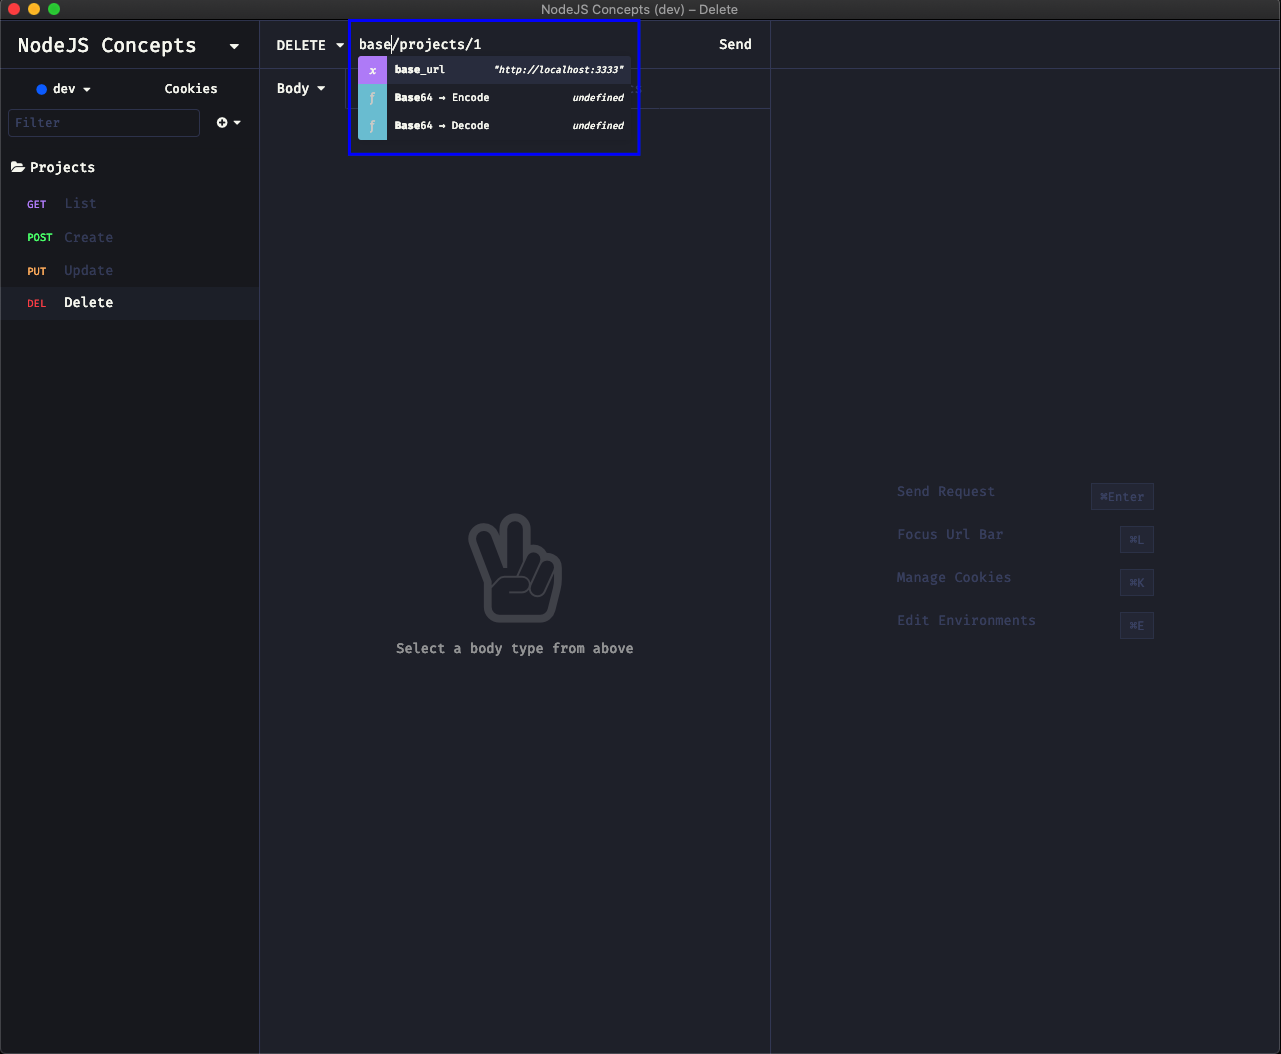 NodeJS Concepts (dev) – Delete
NodeJS Concepts
DELETE
base/projects/1
Send
dev
Cookies
Body
x base_url "http://localhost:3333"
ƒ Base64 → Encode undefined
ƒ Base64 → Decode undefined
Filter
Projects
GET List
POST Create
PUT Update
DEL Delete
Select a body type from above
Send Request ⌘Enter
Focus Url Bar ⌘L
Manage Cookies ⌘K
Edit Environments ⌘E